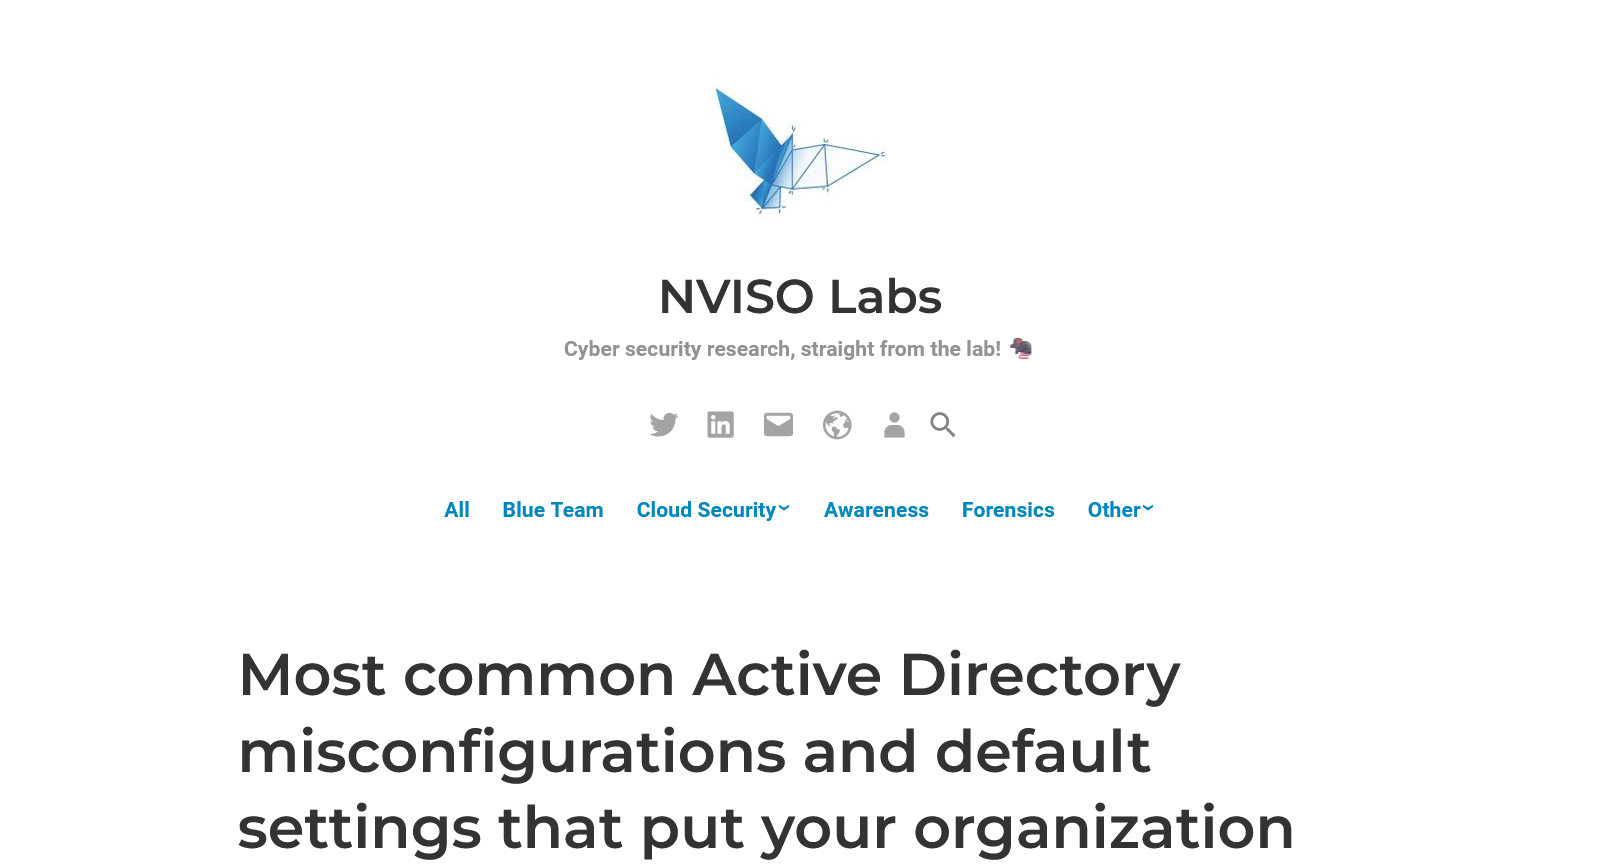 NVISO Labs
Cyber security research, straight from the lab! 🐀
All Blue Team Cloud Security Awareness Forensics Other
Most common Active Directory
misconfigurations and default
settings that put your organization